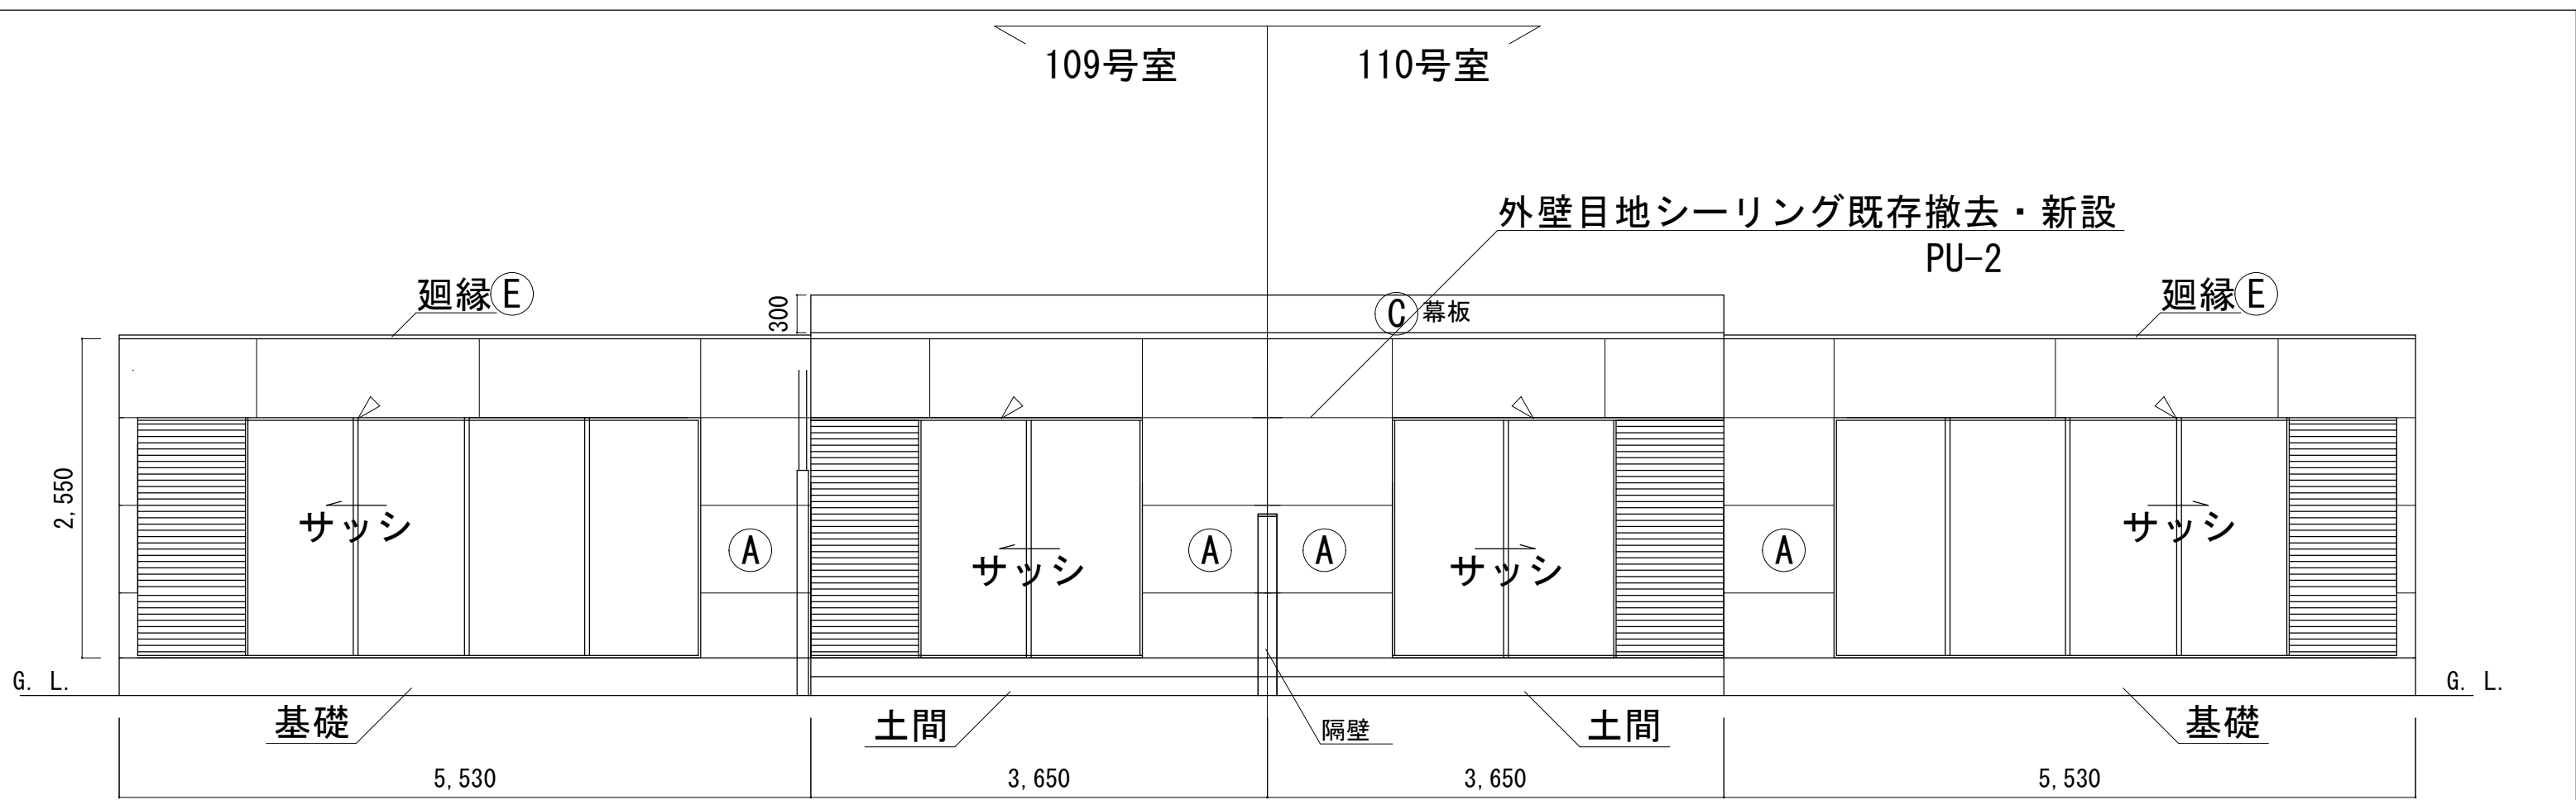 109号室
110号室
外壁目地シーリング既存撤去・新設
PU-2
廻縁 E
300
C 幕板
廻縁 E
2,550
サッシ
A
サッシ
A
A
サッシ
A
サッシ
G. L.
G. L.
基礎
土間
隔壁
土間
基礎
5,530
3,650
3,650
5,530